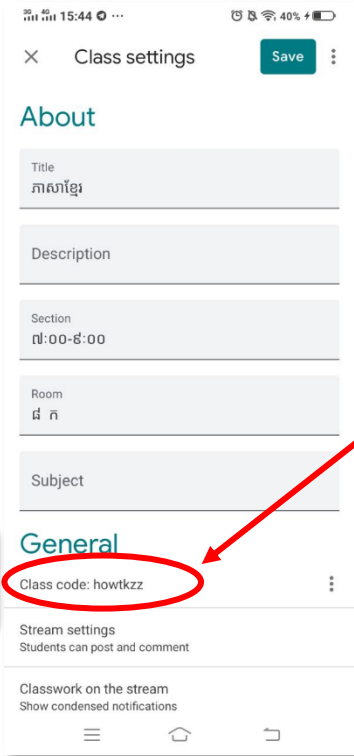 3G 4G 15:44 ··· 40%
Class settings Save
About
Title
ភាសាខ្មែរ
Description
Section
៧:០០-៩:០០
Room
៨ ក
Subject
General
Class code: howtkzz
Stream settings
Students can post and comment
Classwork on the stream
Show condensed notifications